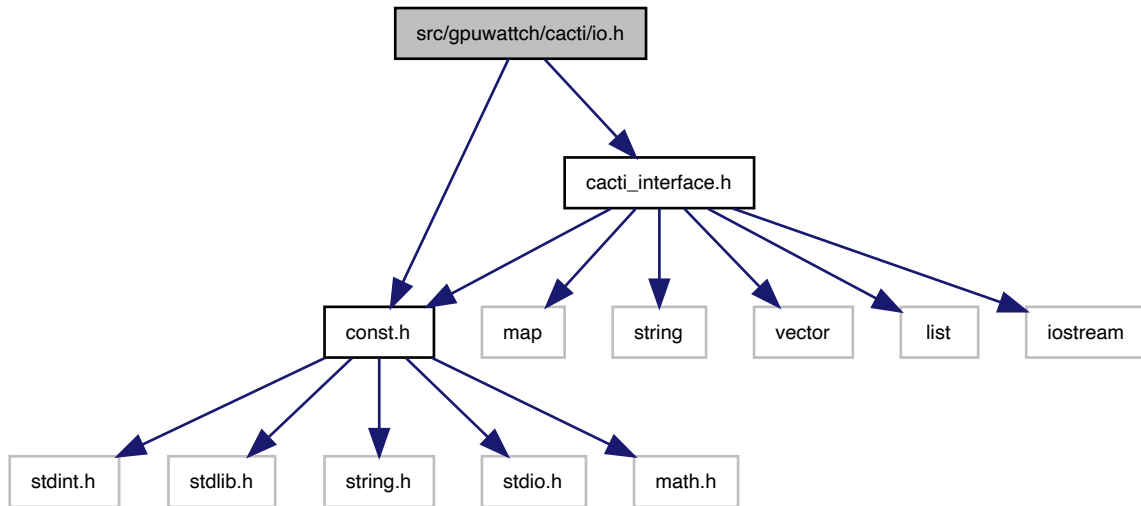 src/gpuwattch/cacti/io.h
cacti_interface.h
const.h
map
string
vector
list
iostream
stdint.h
stdlib.h
string.h
stdio.h
math.h